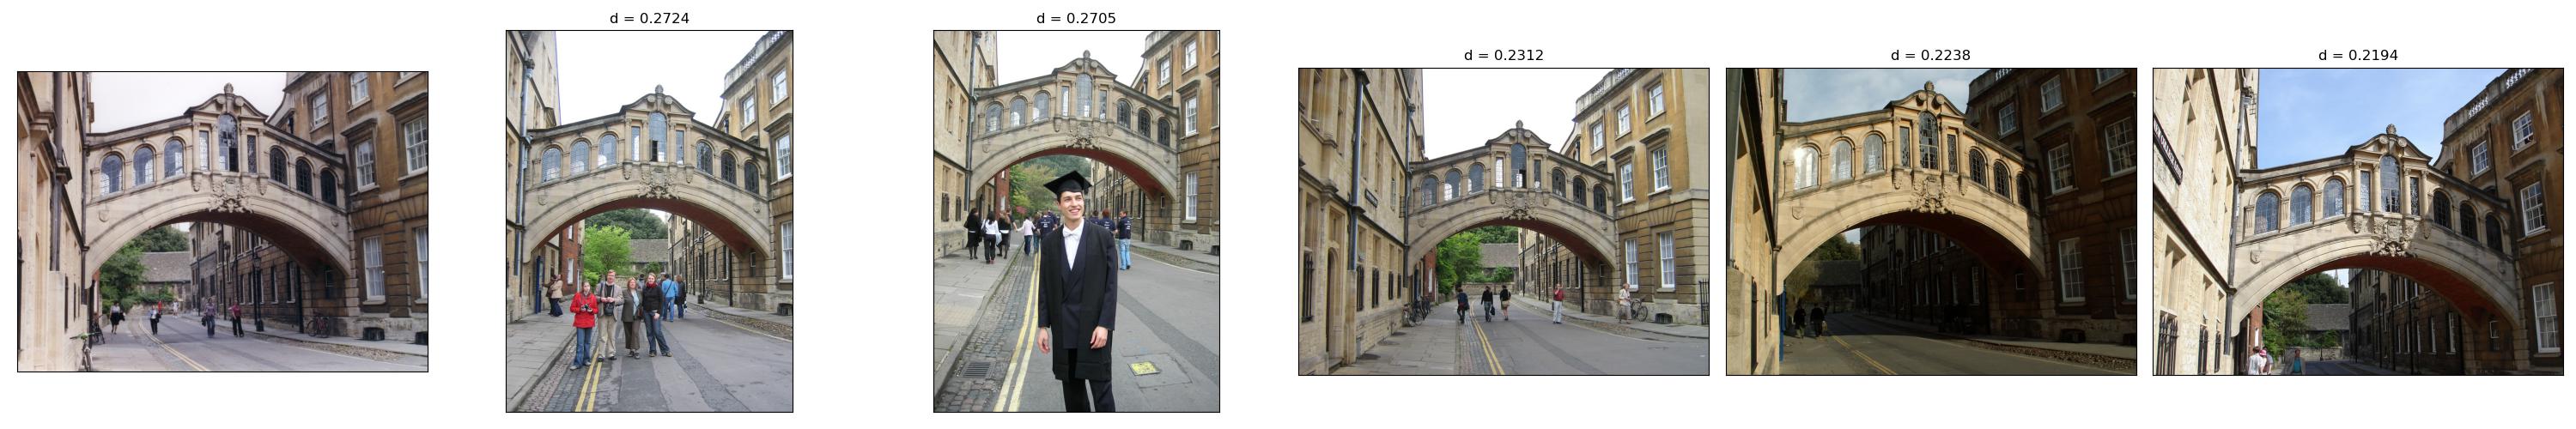 d = 0.2724
d = 0.2705
d = 0.2312
d = 0.2238
d = 0.2194